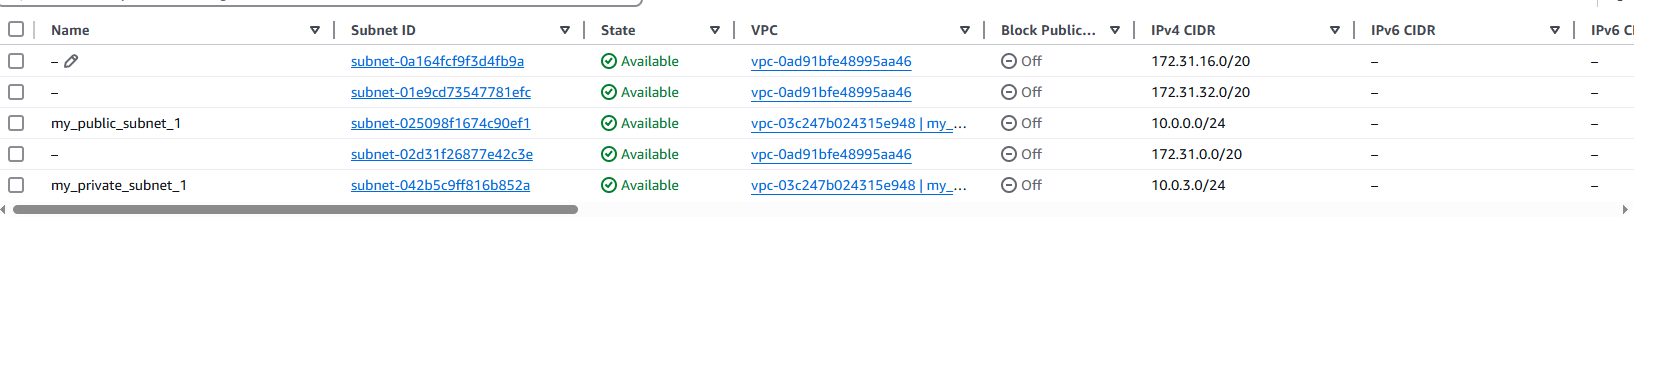 Name Subnet ID State VPC Block Public... IPv4 CIDR IPv6 CIDR IPv6 CI
– subnet-0a164fcf9f3d4fb9a Available vpc-0ad91bfe48995aa46 Off 172.31.16.0/20 – –
– subnet-01e9cd73547781efc Available vpc-0ad91bfe48995aa46 Off 172.31.32.0/20 – –
my_public_subnet_1 subnet-025098f1674c90ef1 Available vpc-03c247b024315e948 | my_... Off 10.0.0.0/24 – –
– subnet-02d31f26877e42c3e Available vpc-0ad91bfe48995aa46 Off 172.31.0.0/20 – –
my_private_subnet_1 subnet-042b5c9ff816b852a Available vpc-03c247b024315e948 | my_... Off 10.0.3.0/24 – –